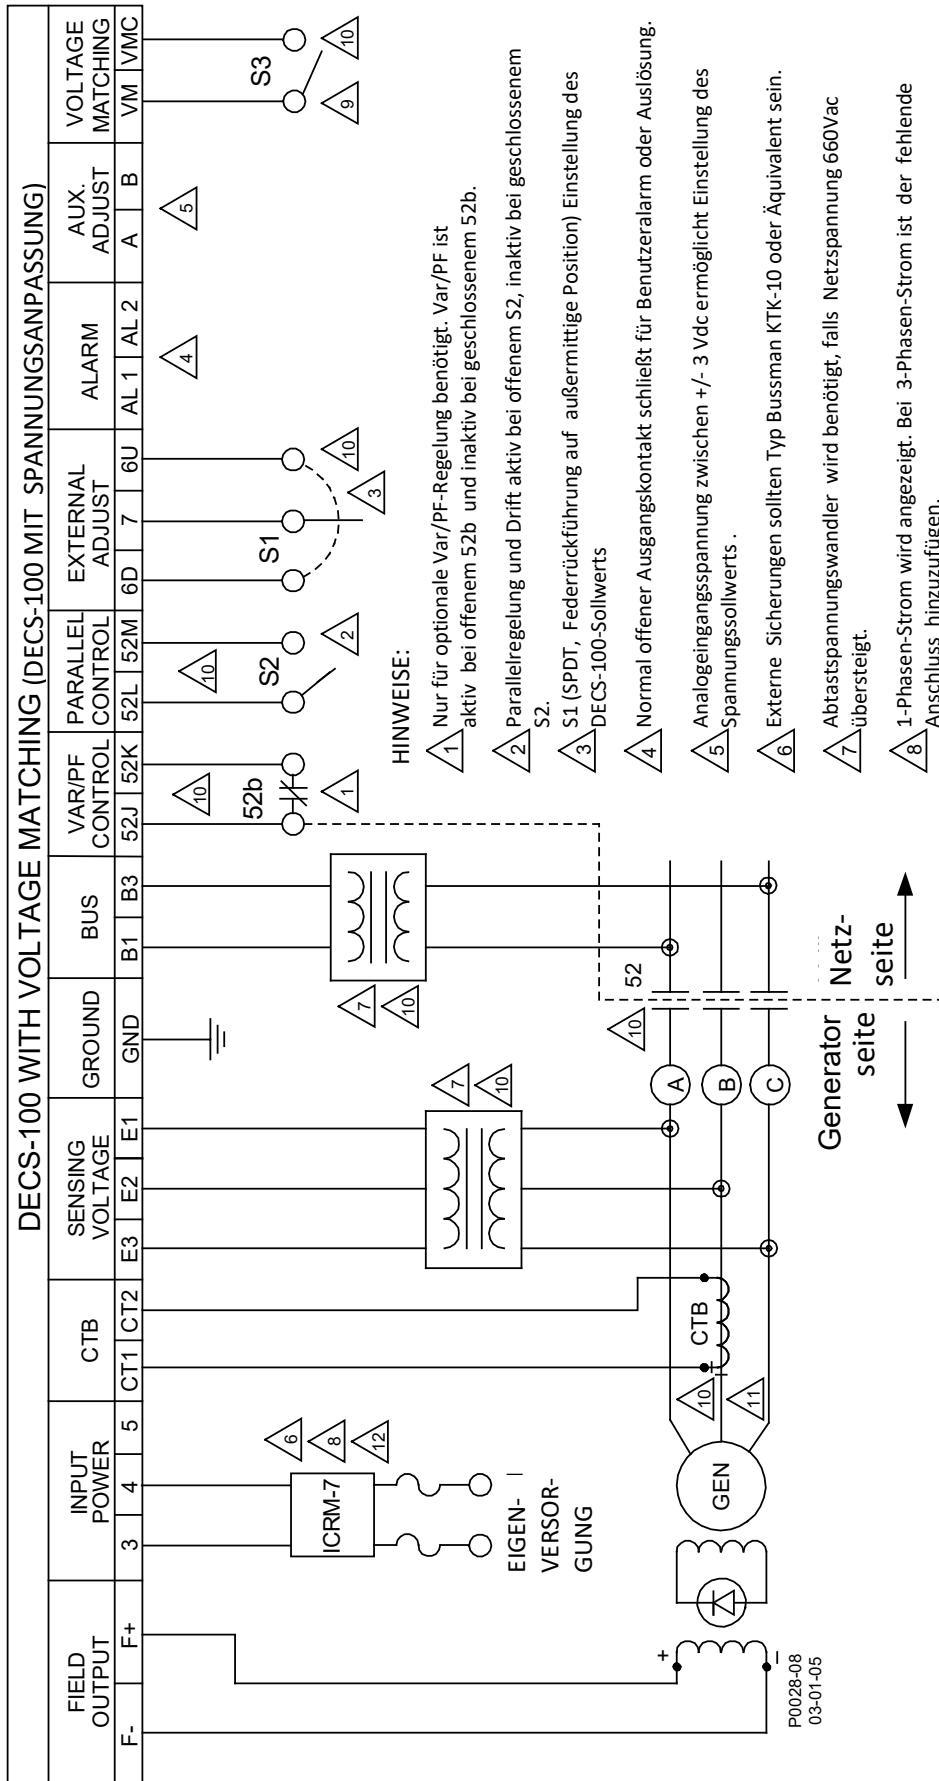 DECS-100 WITH VOLTAGE MATCHING (DECS-100 MIT SPANNUNGSANPASSUNG)
FIELD OUTPUT
INPUT POWER
CTB
SENSING VOLTAGE
GROUND
BUS
VAR/PF CONTROL
PARALLEL CONTROL
EXTERNAL ADJUST
ALARM
AUX. ADJUST
VOLTAGE MATCHING
F- F+ 3 4 5 CT1 CT2 E3 E2 E1 GND B1 B3 52J 52K 52L 52M 6D 7 6U AL 1 AL 2 A B VM VMC
10
10
5
4
52b
1
S2
2
S1
10
3
S3
9
10
6
8
12
ICRM-7
EIGEN-
VERSOR-
GUNG
7
10
7
10
HINWEISE:
1 Nur für optionale Var/PF-Regelung benötigt. Var/PF ist
aktiv bei offenem 52b und inaktiv bei geschlossenem 52b.
2 Parallelregelung und Drift aktiv bei offenem S2, inaktiv bei geschlossenem
S2.
3 S1 (SPDT, Federrückführung auf außermittige Position) Einstellung des
DECS-100-Sollwerts
4 Normal offener Ausgangskontakt schließt für Benutzeralarm oder Auslösung.
5 Analogeingangsspannung zwischen +/- 3 Vdc ermöglicht Einstellung des
Spannungssollwerts .
6 Externe Sicherungen sollten Typ Bussman KTK-10 oder Äquivalent sein.
7 Abtastspannungswandler wird benötigt, falls Netzspannung 660Vac
übersteigt.
8 1-Phasen-Strom wird angezeigt. Bei 3-Phasen-Strom ist der fehlende
Anschluss hinzuzufügen.
10
52
A
B
C
CTB
10
11
GEN
+
−
Generator
seite
Netz-
seite
P0028-08
03-01-05